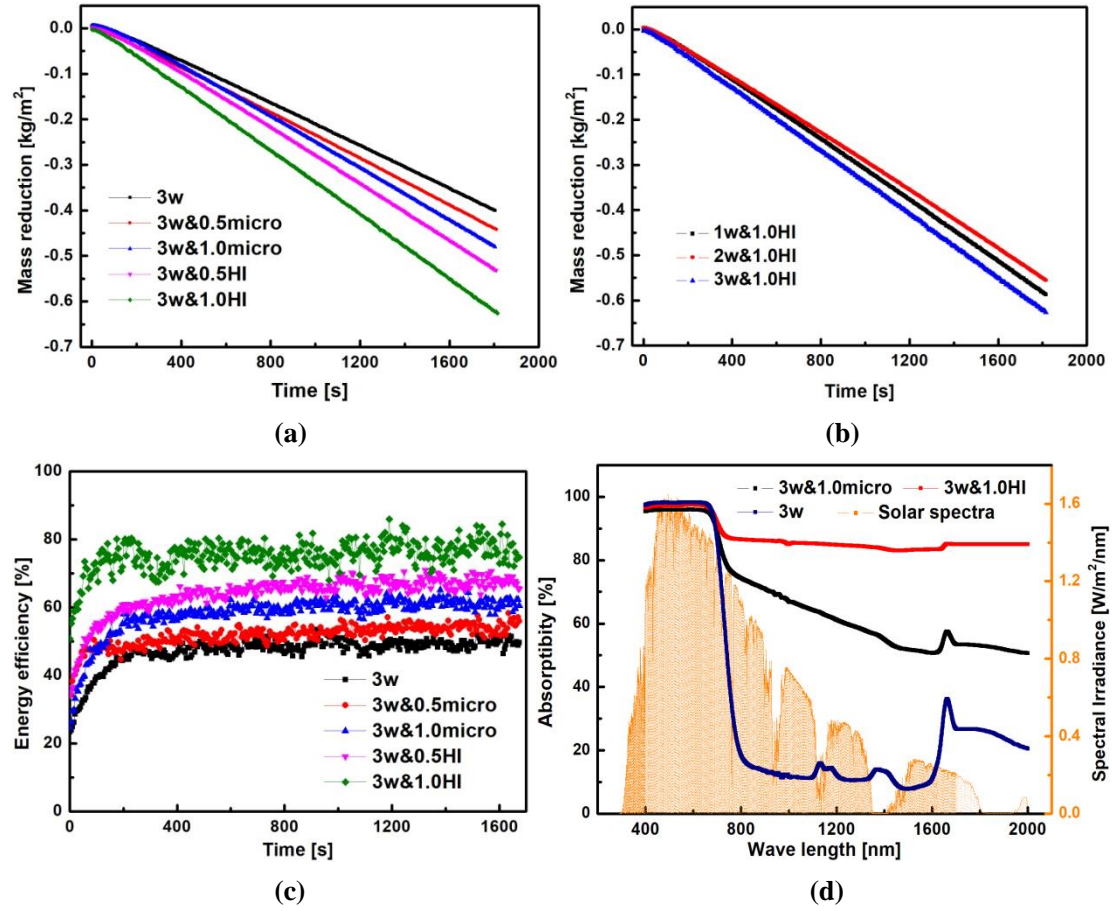 Mass reduction [kg/m²]
0.0
-0.1
-0.2
-0.3
-0.4
-0.5
-0.6
-0.7
3w
3w&0.5micro
3w&1.0micro
3w&0.5HI
3w&1.0HI
0 400 800 1200 1600 2000
Time [s]
(a)
Mass reduction [kg/m²]
0.0
-0.1
-0.2
-0.3
-0.4
-0.5
-0.6
-0.7
1w&1.0HI
2w&1.0HI
3w&1.0HI
0 400 800 1200 1600 2000
Time [s]
(b)
Energy efficiency [%]
100
80
60
40
20
0
3w
3w&0.5micro
3w&1.0micro
3w&0.5HI
3w&1.0HI
0 400 800 1200 1600
Time [s]
(c)
Absorptibity [%]
100
80
60
40
20
0
3w&1.0micro 3w&1.0HI
3w Solar spectra
1.6
1.2
0.8
0.4
0.0
Spectral Irradiance [W/m²/nm]
400 800 1200 1600 2000
Wave length [nm]
(d)